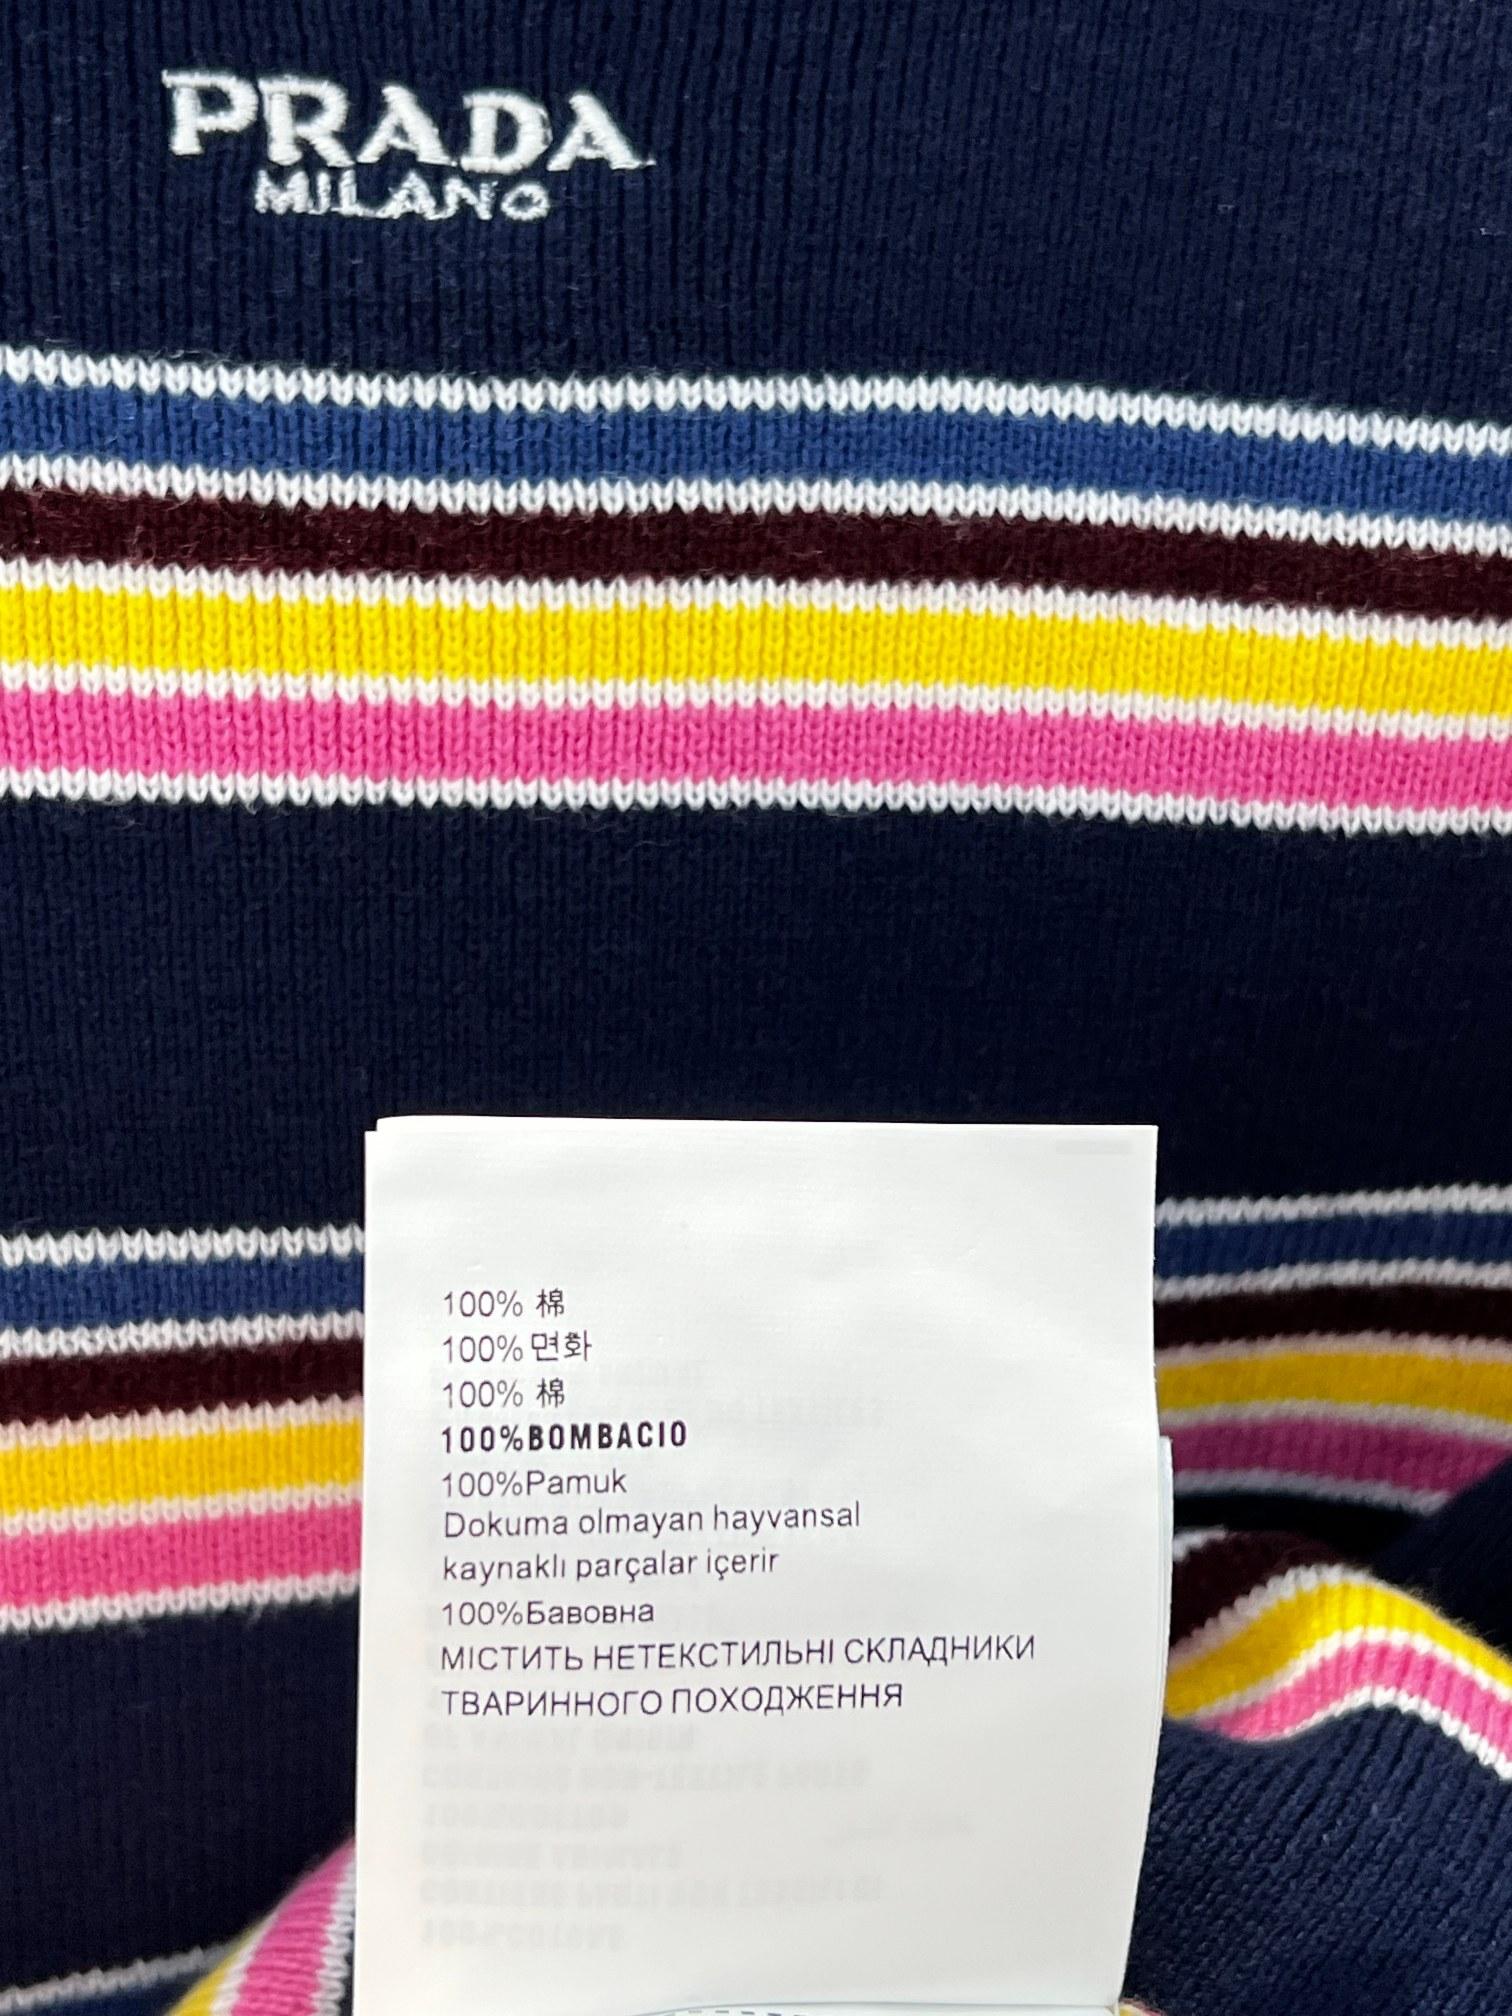 PRADA
MILANO
100% 棉
100%면화
100% 棉
100%BOMBACIO
100%Pamuk
Dokuma olmayan hayvansal
kaynaklı parçalar içerir
100%Бавовна
МІСТИТЬ НЕТЕКСТИЛЬНІ СКЛАДНИКИ
ТВАРИННОГО ПОХОДЖЕННЯ